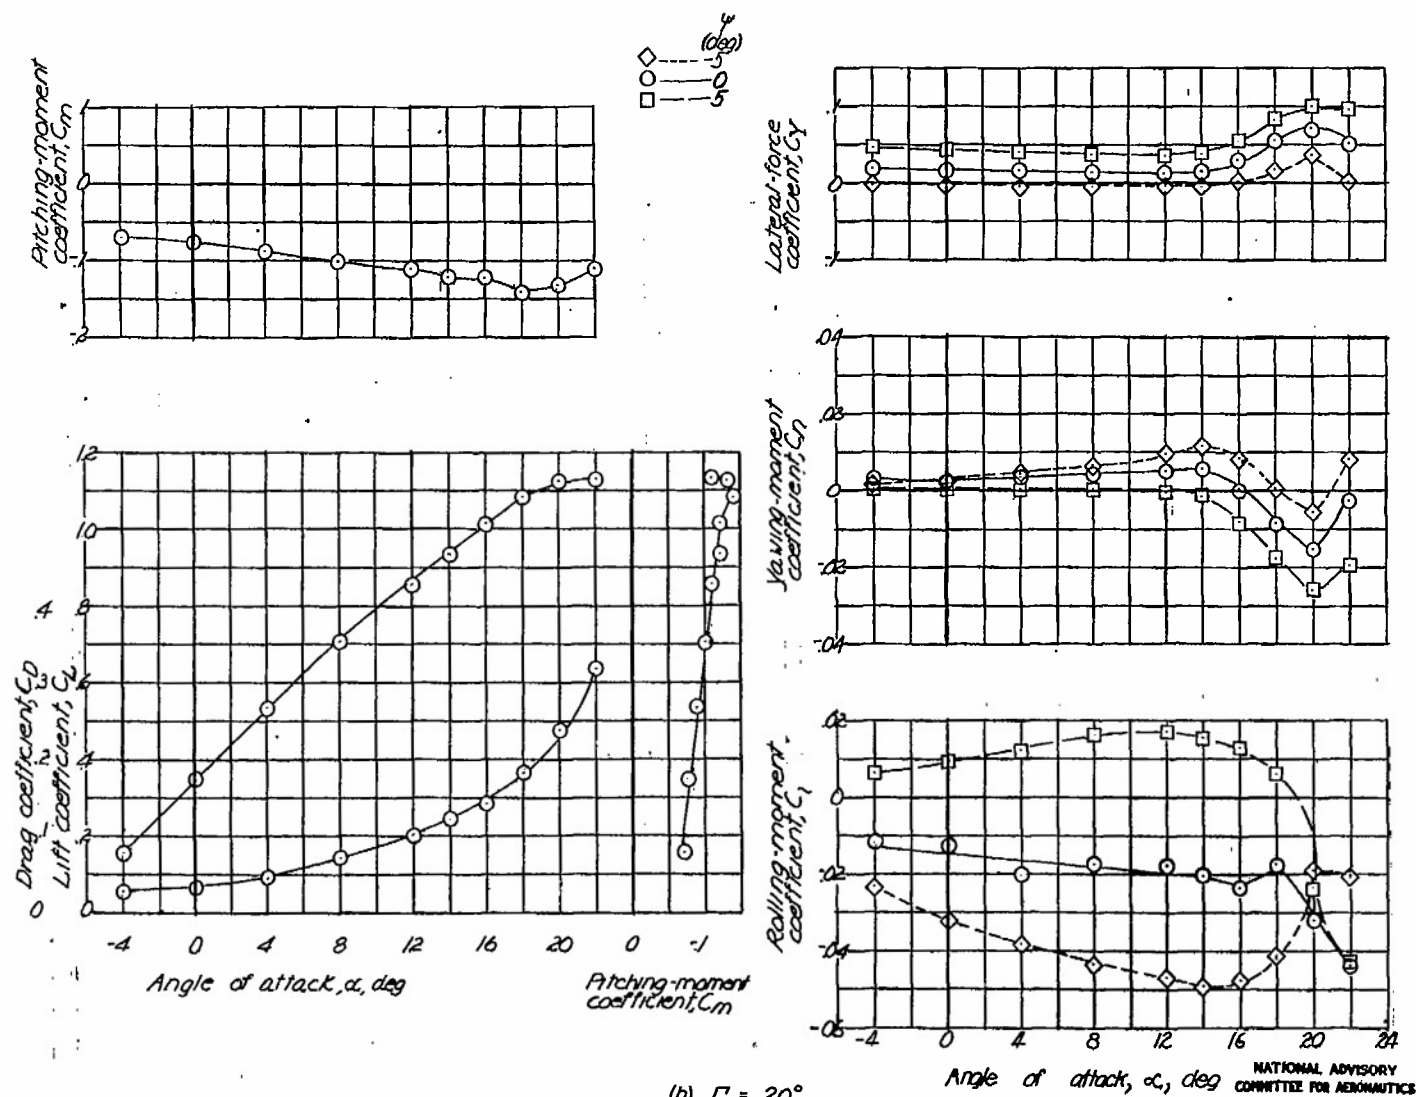 ψ
(deg)
-5
0
5
Pitching-moment
coefficient, Cm
.1
0
-.1
-.2
Drag coefficient, CD
.4
.3
.2
.1
0
Lift coefficient, CL
1.2
1.0
.8
.6
.4
.2
0
-4 0 4 8 12 16 20 0 -.1
Angle of attack, α, deg
Pitching-moment
coefficient, Cm
Lateral-force
coefficient, CY
.1
0
-.1
Yawing-moment
coefficient, Cn
.04
.02
0
-.02
-.04
Rolling-moment
coefficient, Cl
.02
0
-.02
-.04
-.06
-4 0 4 8 12 16 20 24
Angle of attack, α, deg
NATIONAL ADVISORY
COMMITTEE FOR AERONAUTICS
(b) Γ = 20°